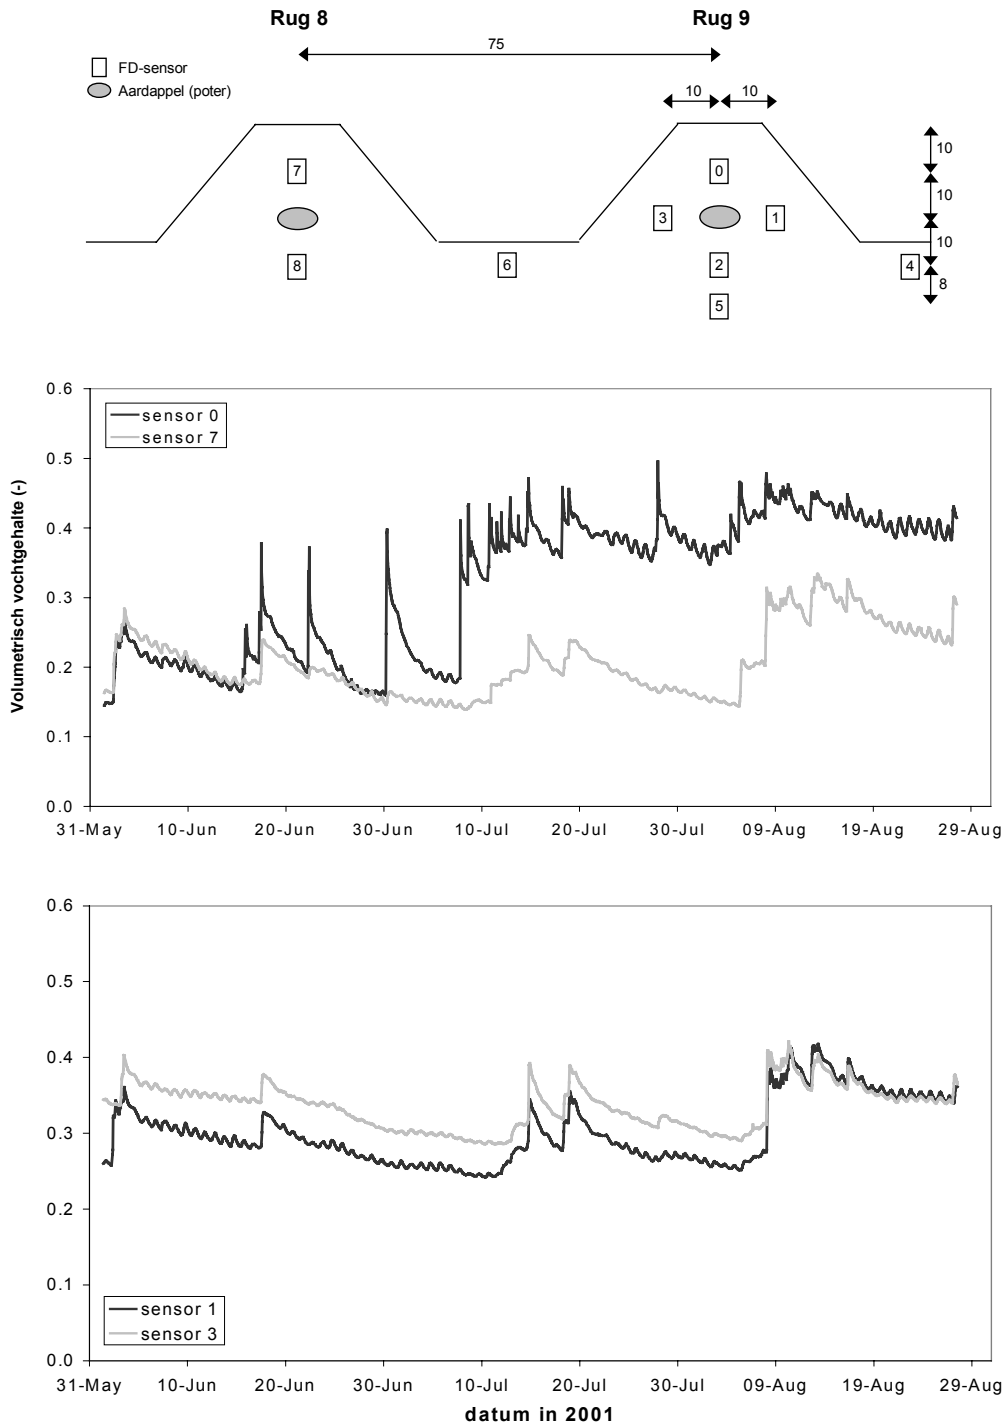 Rug 8 Rug 9
75
FD-sensor
Aardappel (poter)
10 10
10
7 0
10
3 1
10
8 6 2 4
8
5
0.6
sensor 0
sensor 7
0.5
0.4
0.3
0.2
0.1
0.0
Volumetrisch vochtgehalte (-)
31-May 10-Jun 20-Jun 30-Jun 10-Jul 20-Jul 30-Jul 09-Aug 19-Aug 29-Aug
0.6
0.5
0.4
0.3
0.2
0.1
sensor 1
sensor 3
0.0
31-May 10-Jun 20-Jun 30-Jun 10-Jul 20-Jul 30-Jul 09-Aug 19-Aug 29-Aug
datum in 2001